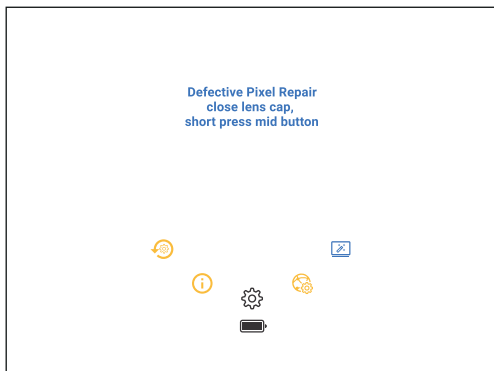 Defective Pixel Repair
close lens cap,
short press mid button